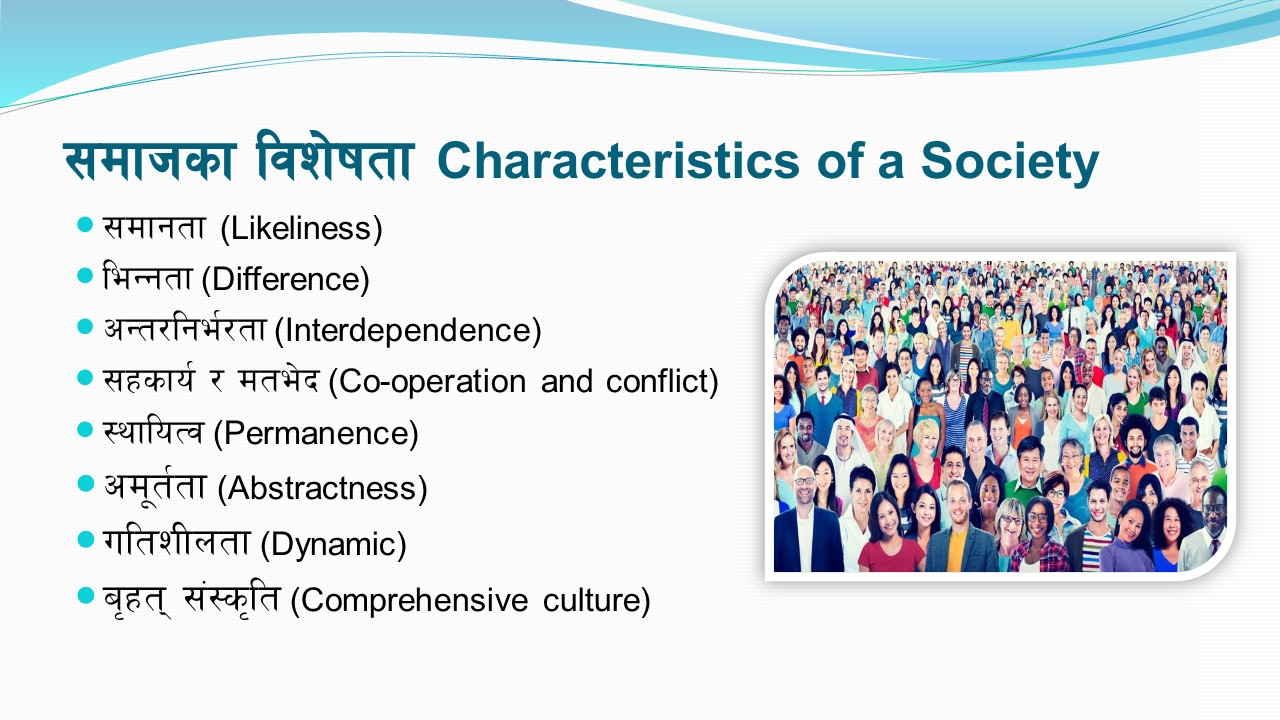 समाजका विशेषता Characteristics of a Society
समानता (Likeliness)
भिन्नता (Difference)
अन्तरनिर्भरता (Interdependence)
सहकार्य र मतभेद (Co-operation and conflict)
स्थायित्व (Permanence)
अमूर्तता (Abstractness)
गतिशीलता (Dynamic)
बृहत् संस्कृति (Comprehensive culture)